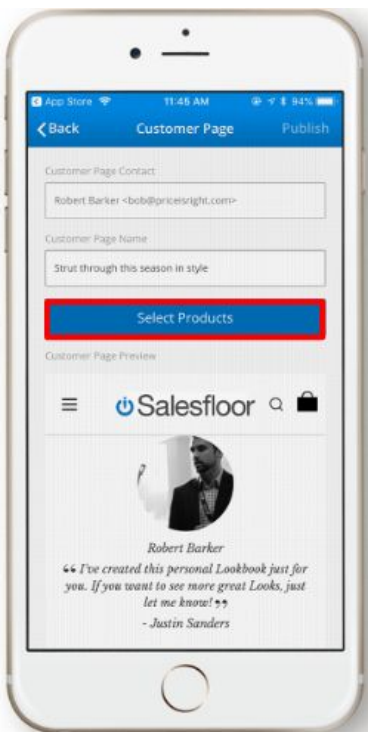 App Store 11:45 AM 94%
Back Customer Page Publish
Customer Page Contact
Robert Barker <bob@priceisright.com>
Customer Page Name
Strut through this season in style
Select Products
Customer Page Preview
Salesfloor
Robert Barker
“ I've created this personal Lookbook just for
you. If you want to see more great Looks, just
let me know! ”
- Justin Sanders